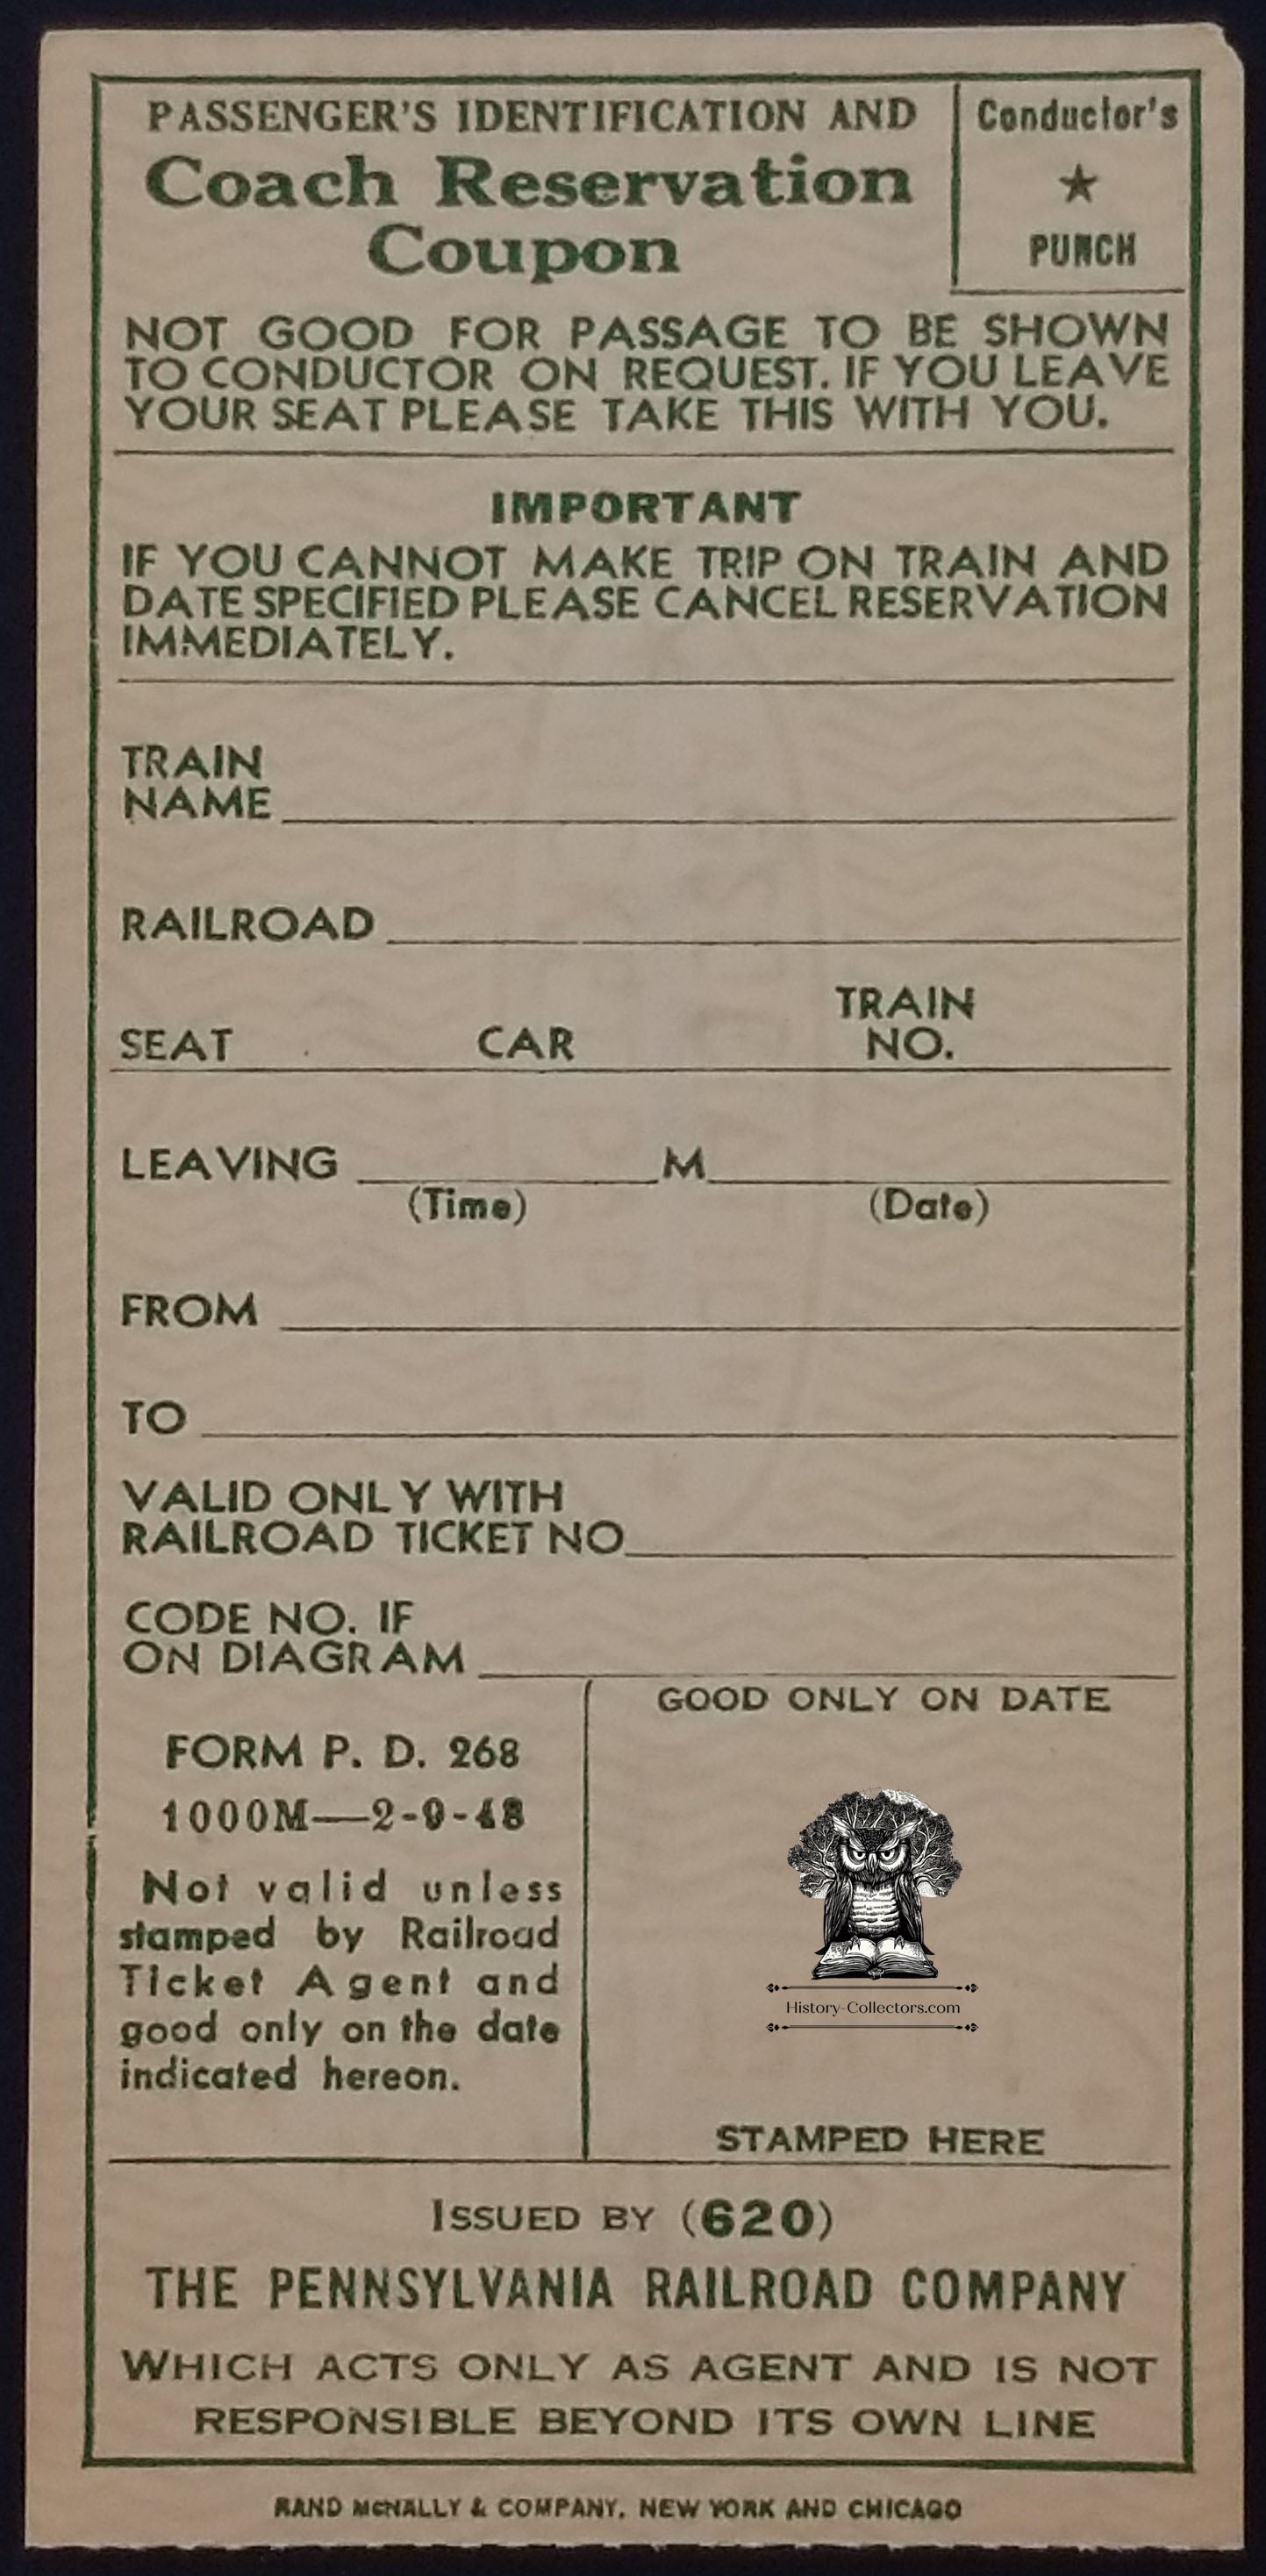 PASSENGER'S IDENTIFICATION AND
Coach Reservation
Coupon
Conductor's
★
PUNCH
NOT GOOD FOR PASSAGE TO BE SHOWN
TO CONDUCTOR ON REQUEST. IF YOU LEAVE
YOUR SEAT PLEASE TAKE THIS WITH YOU.
IMPORTANT
IF YOU CANNOT MAKE TRIP ON TRAIN AND
DATE SPECIFIED PLEASE CANCEL RESERVATION
IMMEDIATELY.
TRAIN
NAME
RAILROAD
SEAT CAR TRAIN NO.
LEAVING M
(Time) (Date)
FROM
TO
VALID ONLY WITH
RAILROAD TICKET NO
CODE NO. IF
ON DIAGRAM
FORM P. D. 268
1000M—2-9-48
Not valid unless
stamped by Railroad
Ticket Agent and
good only on the date
indicated hereon.
GOOD ONLY ON DATE
History-Collectors.com
STAMPED HERE
ISSUED BY (620)
THE PENNSYLVANIA RAILROAD COMPANY
WHICH ACTS ONLY AS AGENT AND IS NOT
RESPONSIBLE BEYOND ITS OWN LINE
RAND McNALLY & COMPANY, NEW YORK AND CHICAGO